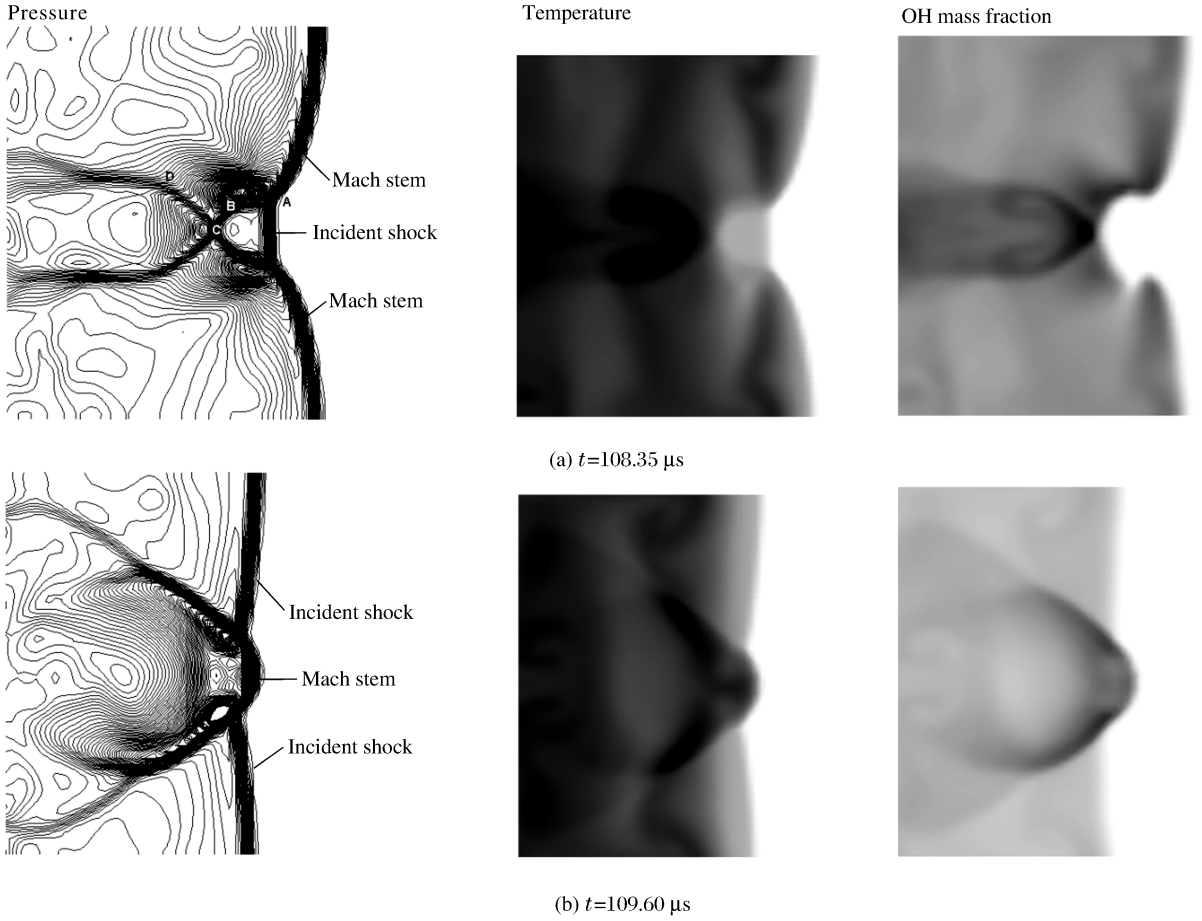 Pressure
Temperature
OH mass fraction
Mach stem
D
B
A
C
Incident shock
Mach stem
(a) t=108.35 µs
Incident shock
Mach stem
Incident shock
(b) t=109.60 µs